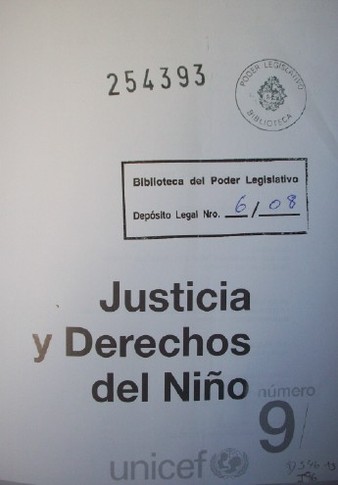 254393
PODER LEGISLATIVO
BIBLIOTECA
Biblioteca del Poder Legislativo
Depósito Legal Nro. 6/08
Justicia
y Derechos
del Niño
número
9
unicef